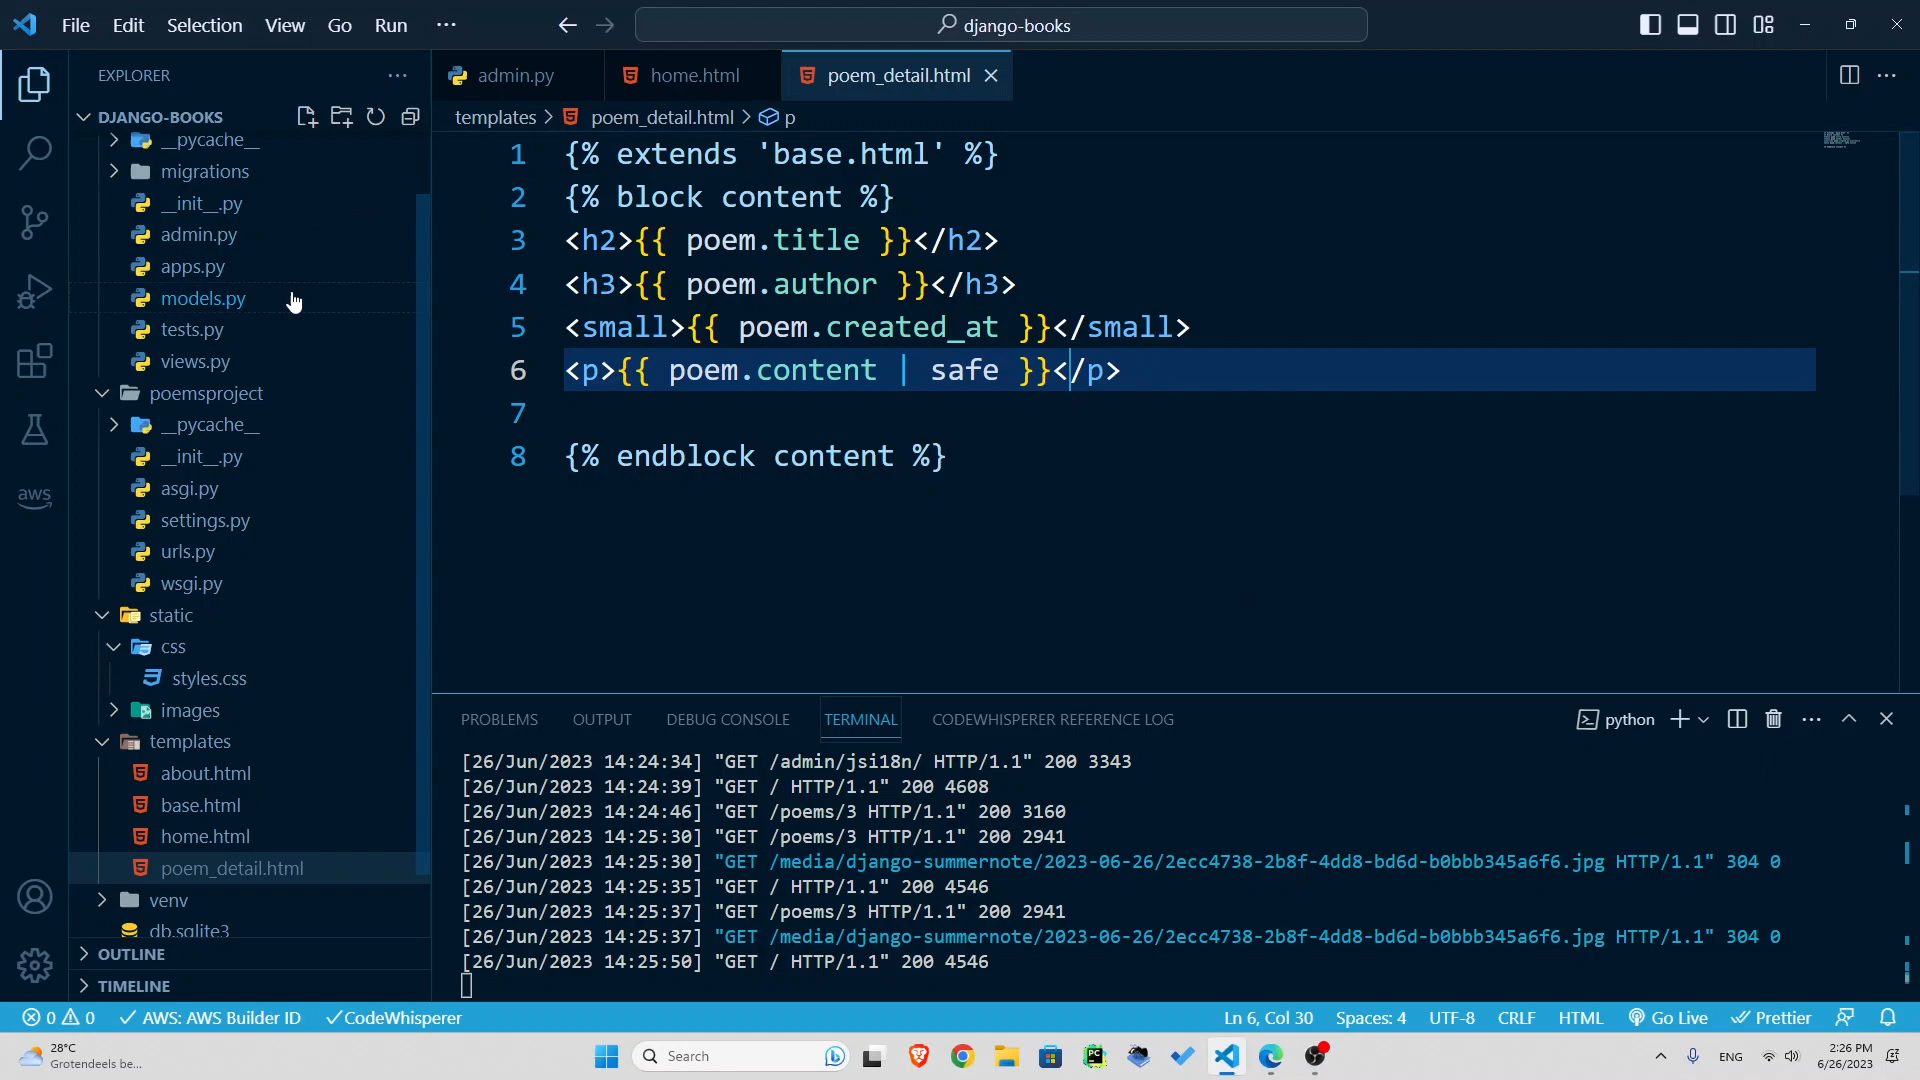 File Edit Selection View Go Run ···
django-books
EXPLORER
DJANGO-BOOKS
__pycache__
migrations
__init__.py
admin.py
apps.py
models.py
tests.py
views.py
poemsproject
__pycache__
__init__.py
asgi.py
settings.py
urls.py
wsgi.py
static
css
styles.css
images
templates
about.html
base.html
home.html
poem_detail.html
venv
db.sqlite3
OUTLINE
TIMELINE
aws
admin.py home.html poem_detail.html
templates > poem_detail.html > p
1 {% extends 'base.html' %}
2 {% block content %}
3 <h2>{{ poem.title }}</h2>
4 <h3>{{ poem.author }}</h3>
5 <small>{{ poem.created_at }}</small>
6 <p>{{ poem.content | safe }}</p>
7
8 {% endblock content %}
PROBLEMS OUTPUT DEBUG CONSOLE TERMINAL CODEWHISPERER REFERENCE LOG
python
[26/Jun/2023 14:24:34] "GET /admin/jsi18n/ HTTP/1.1" 200 3343
[26/Jun/2023 14:24:39] "GET / HTTP/1.1" 200 4608
[26/Jun/2023 14:24:46] "GET /poems/3 HTTP/1.1" 200 3160
[26/Jun/2023 14:25:30] "GET /poems/3 HTTP/1.1" 200 2941
[26/Jun/2023 14:25:30] "GET /media/django-summernote/2023-06-26/2ecc4738-2b8f-4dd8-bd6d-b0bbb345a6f6.jpg HTTP/1.1" 304 0
[26/Jun/2023 14:25:35] "GET / HTTP/1.1" 200 4546
[26/Jun/2023 14:25:37] "GET /poems/3 HTTP/1.1" 200 2941
[26/Jun/2023 14:25:37] "GET /media/django-summernote/2023-06-26/2ecc4738-2b8f-4dd8-bd6d-b0bbb345a6f6.jpg HTTP/1.1" 304 0
[26/Jun/2023 14:25:50] "GET / HTTP/1.1" 200 4546
0 0 AWS: AWS Builder ID CodeWhisperer Ln 6, Col 30 Spaces: 4 UTF-8 CRLF HTML Go Live Prettier
28°C
Grotendeels be...
Search
PC
ENG
2:26 PM
6/26/2023